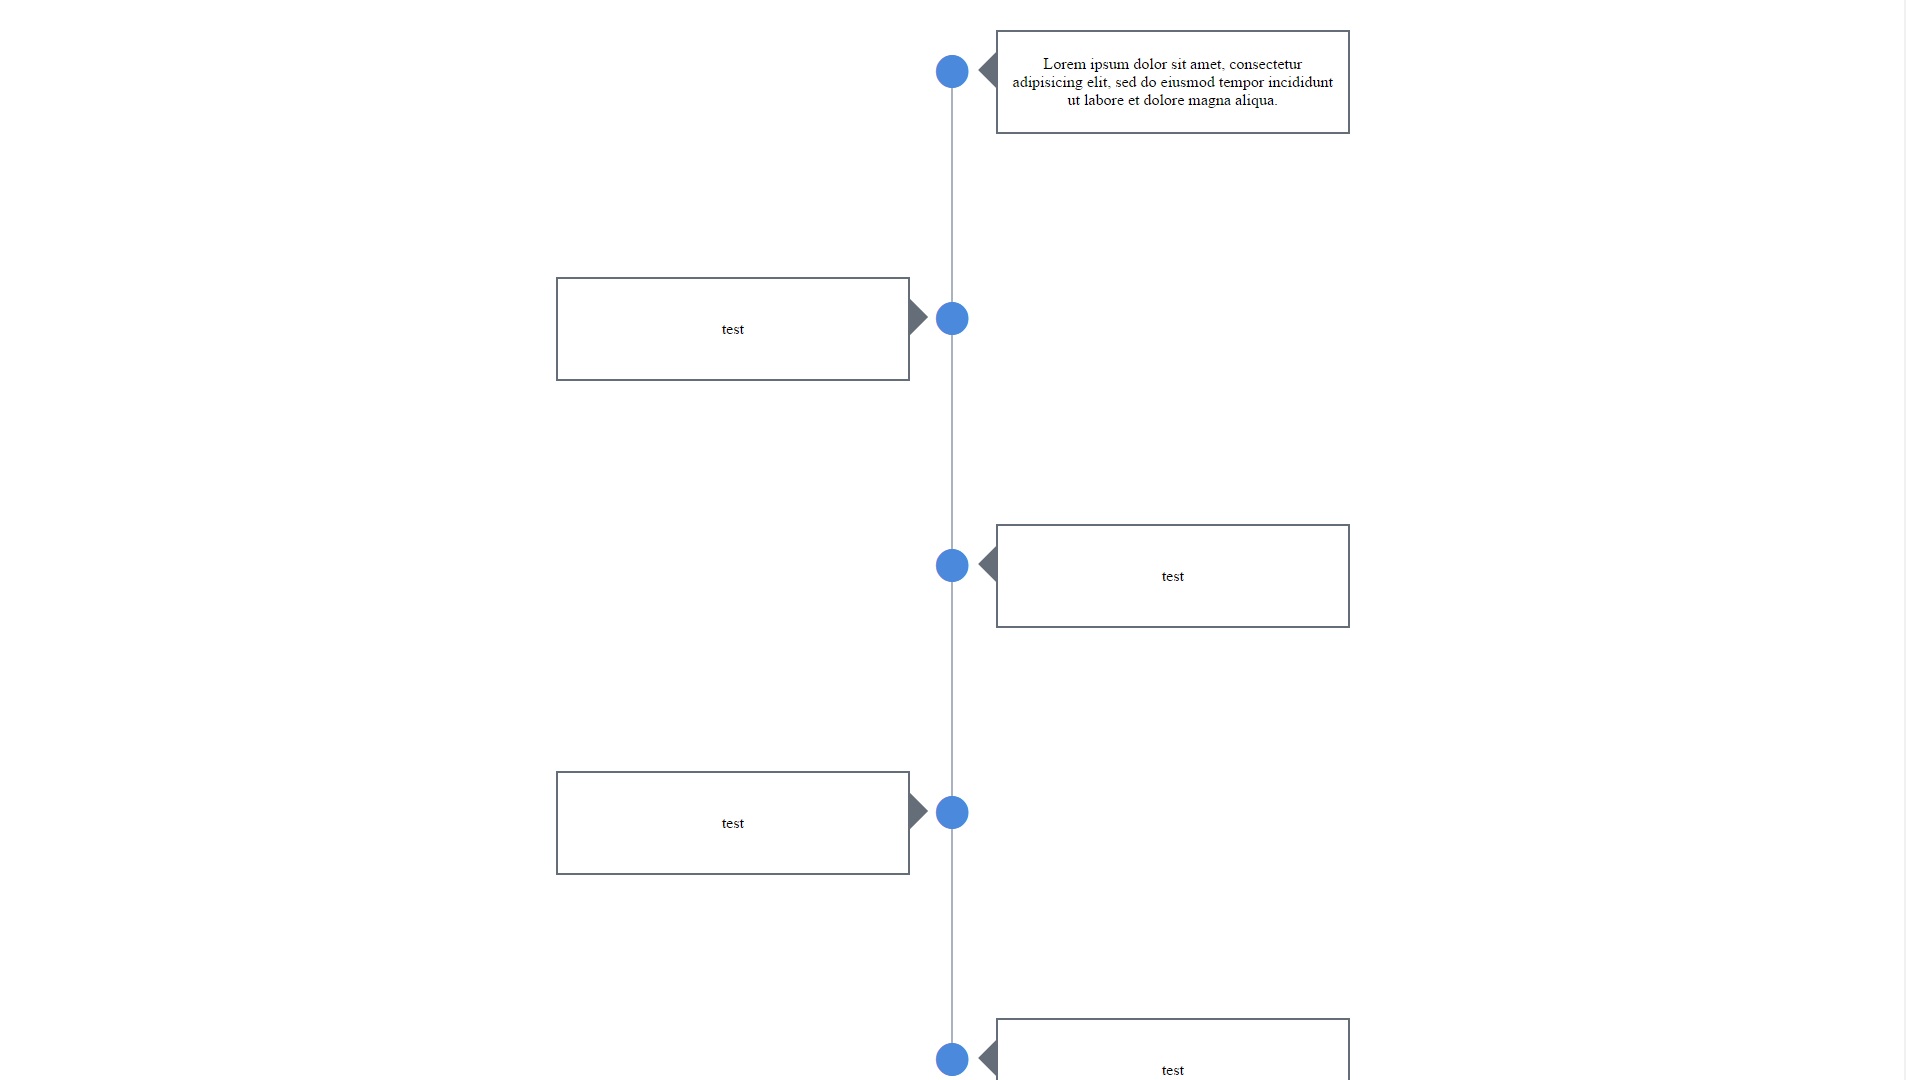 Lorem ipsum dolor sit amet, consectetur
adipisicing elit, sed do eiusmod tempor incididunt
ut labore et dolore magna aliqua.
test
test
test
test